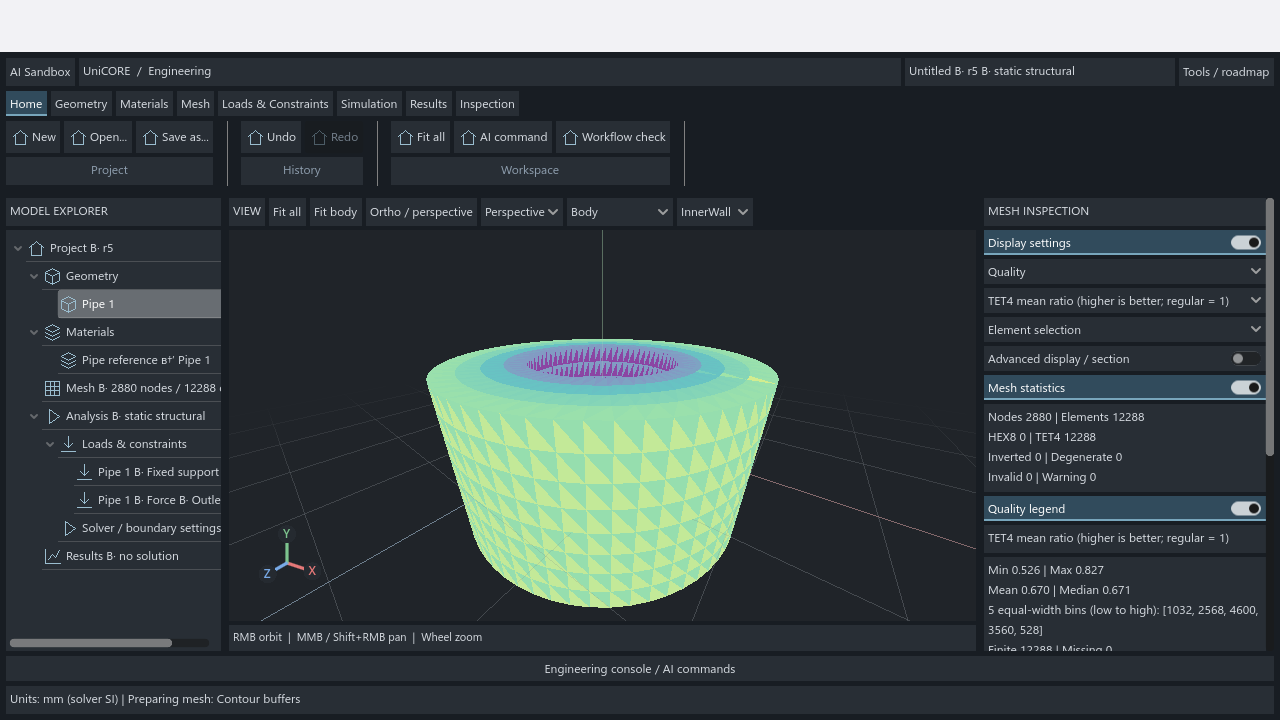 AI Sandbox
UniCORE / Engineering
Untitled В· r5 В· static structural
Tools / roadmap
Home
Geometry
Materials
Mesh
Loads & Constraints
Simulation
Results
Inspection
New
Open...
Save as...
Undo
Redo
Fit all
AI command
Workflow check
Project
History
Workspace
MODEL EXPLORER
Project В· r5
Geometry
Pipe 1
Materials
Pipe reference в†' Pipe 1
Mesh В· 2880 nodes / 12288
Analysis В· static structural
Loads & constraints
Pipe 1 В· Fixed support
Pipe 1 В· Force В· Outle
Solver / boundary settings
Results В· no solution
VIEW
Fit all
Fit body
Ortho / perspective
Perspective
Body
InnerWall
Y
Z
X
RMB orbit | MMB / Shift+RMB pan | Wheel zoom
MESH INSPECTION
Display settings
Quality
TET4 mean ratio (higher is better; regular = 1)
Element selection
Advanced display / section
Mesh statistics
Nodes 2880 | Elements 12288
HEX8 0 | TET4 12288
Inverted 0 | Degenerate 0
Invalid 0 | Warning 0
Quality legend
TET4 mean ratio (higher is better; regular = 1)
Min 0.526 | Max 0.827
Mean 0.670 | Median 0.671
5 equal-width bins (low to high): [1032, 2568, 4600,
3560, 528]
Finite 12288 | Missing 0
Engineering console / AI commands
Units: mm (solver SI) | Preparing mesh: Contour buffers